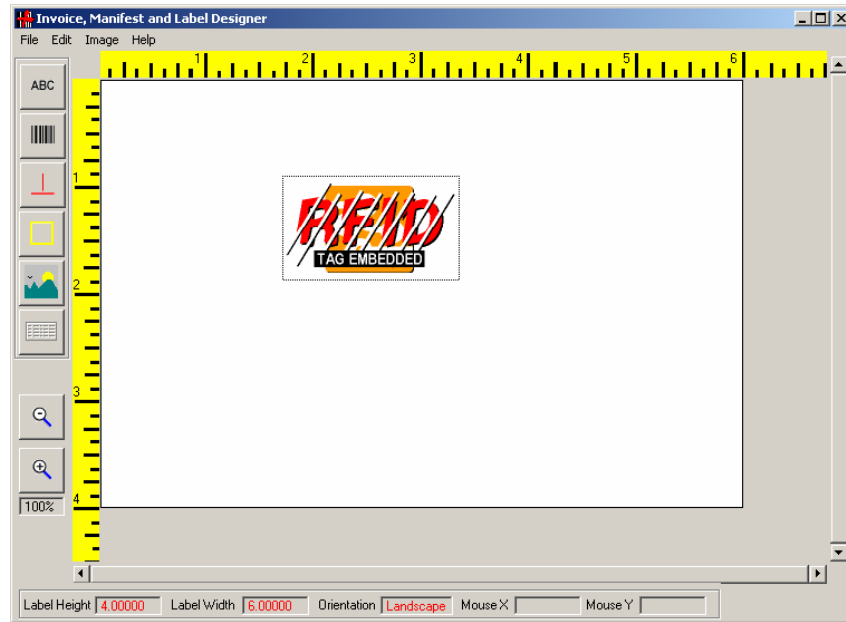 Invoice, Manifest and Label Designer
File Edit Image Help
1 2 3 4 5 6
ABC
1
2
3
4
RFID
TAG EMBEDDED
100%
Label Height 4.00000 Label Width 6.00000 Orientation Landscape Mouse X Mouse Y